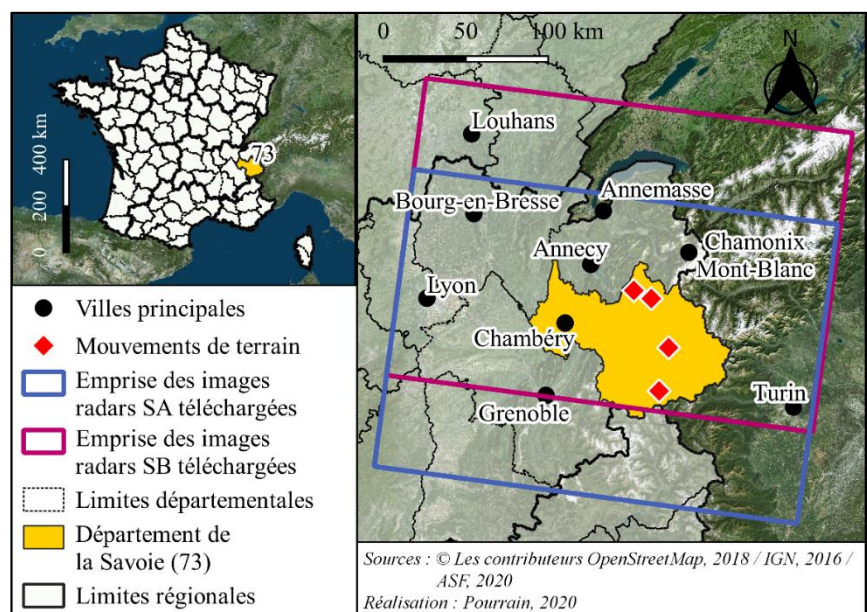 73
400 km
200
0
0 50 100 km
N
Louhans
Bourg-en-Bresse
Annemasse
Annecy
Chamonix
Mont-Blanc
Lyon
Chambéry
Grenoble
Turin
Villes principales
Mouvements de terrain
Emprise des images
radars SA téléchargées
Emprise des images
radars SB téléchargées
Limites départementales
Département de
la Savoie (73)
Limites régionales
Sources : © Les contributeurs OpenStreetMap, 2018 / IGN, 2016 /
ASF, 2020
Réalisation : Pourrain, 2020